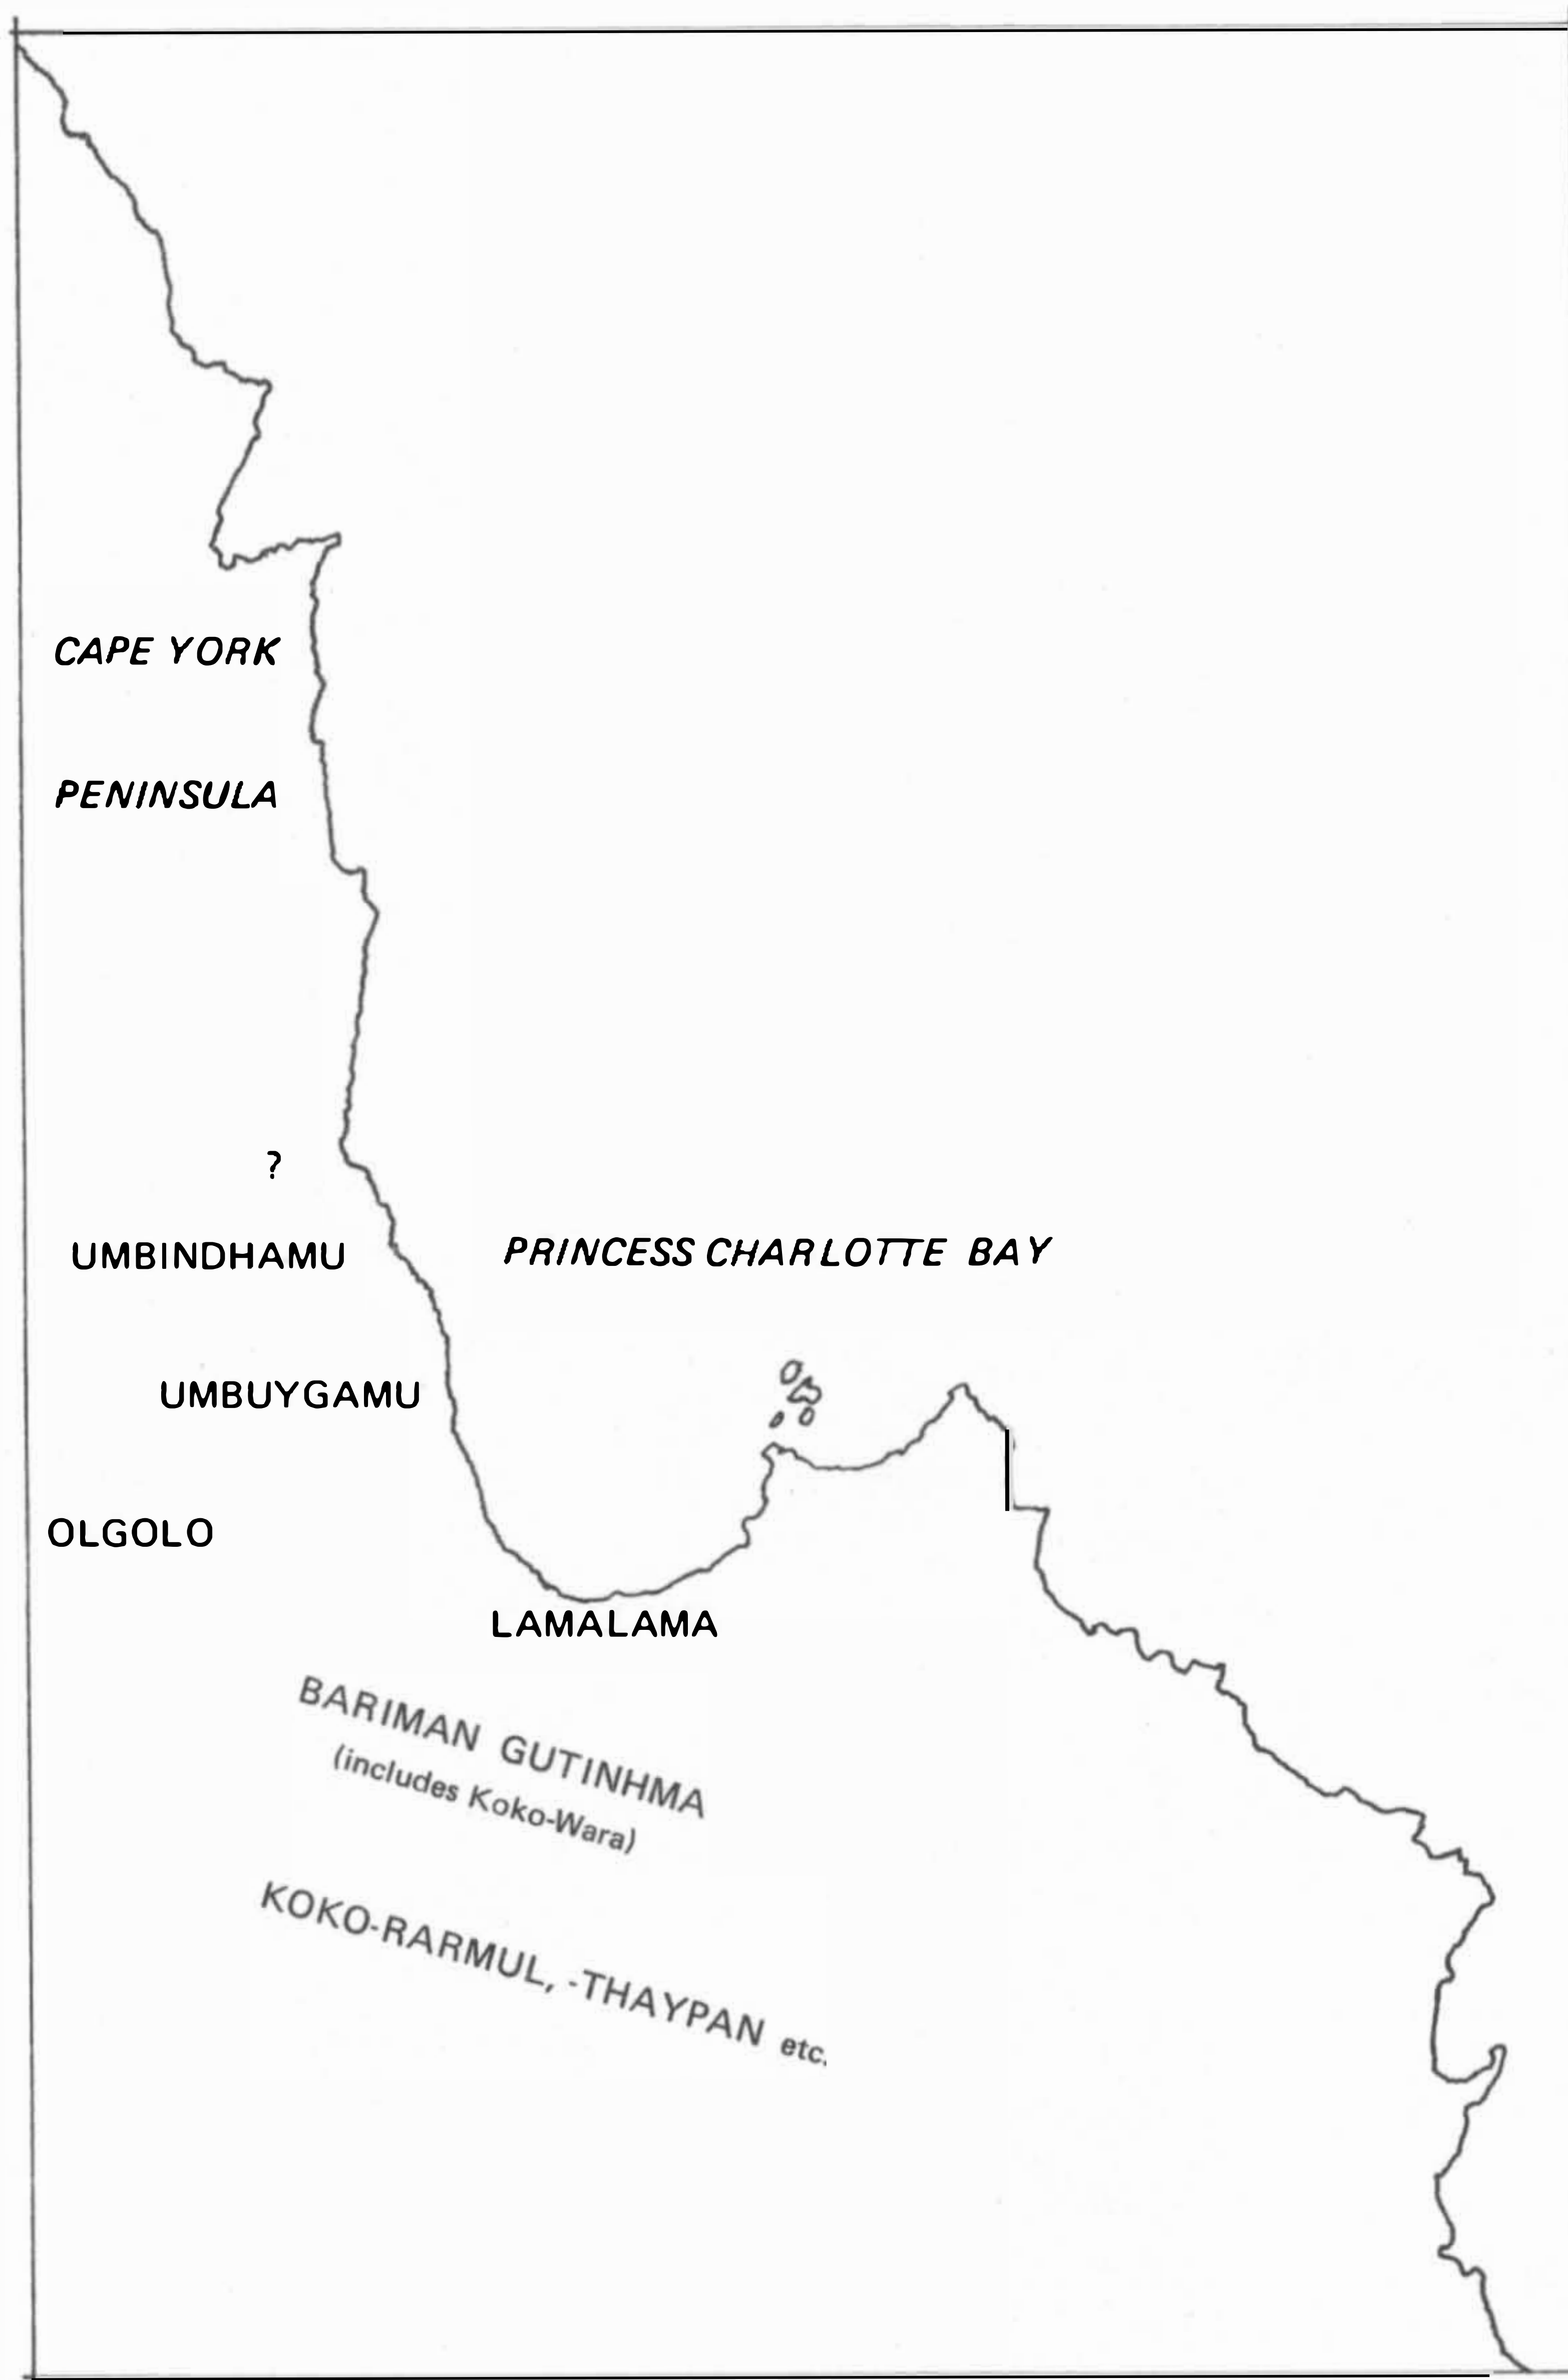 CAPE YORK
PENINSULA
?
UMBINDHAMU
PRINCESS CHARLOTTE BAY
UMBUYGAMU
OLGOLO
LAMALAMA
BARIMAN GUTINHMA
(includes Koko-Wara)
KOKO-RARMUL, -THAYPAN etc.